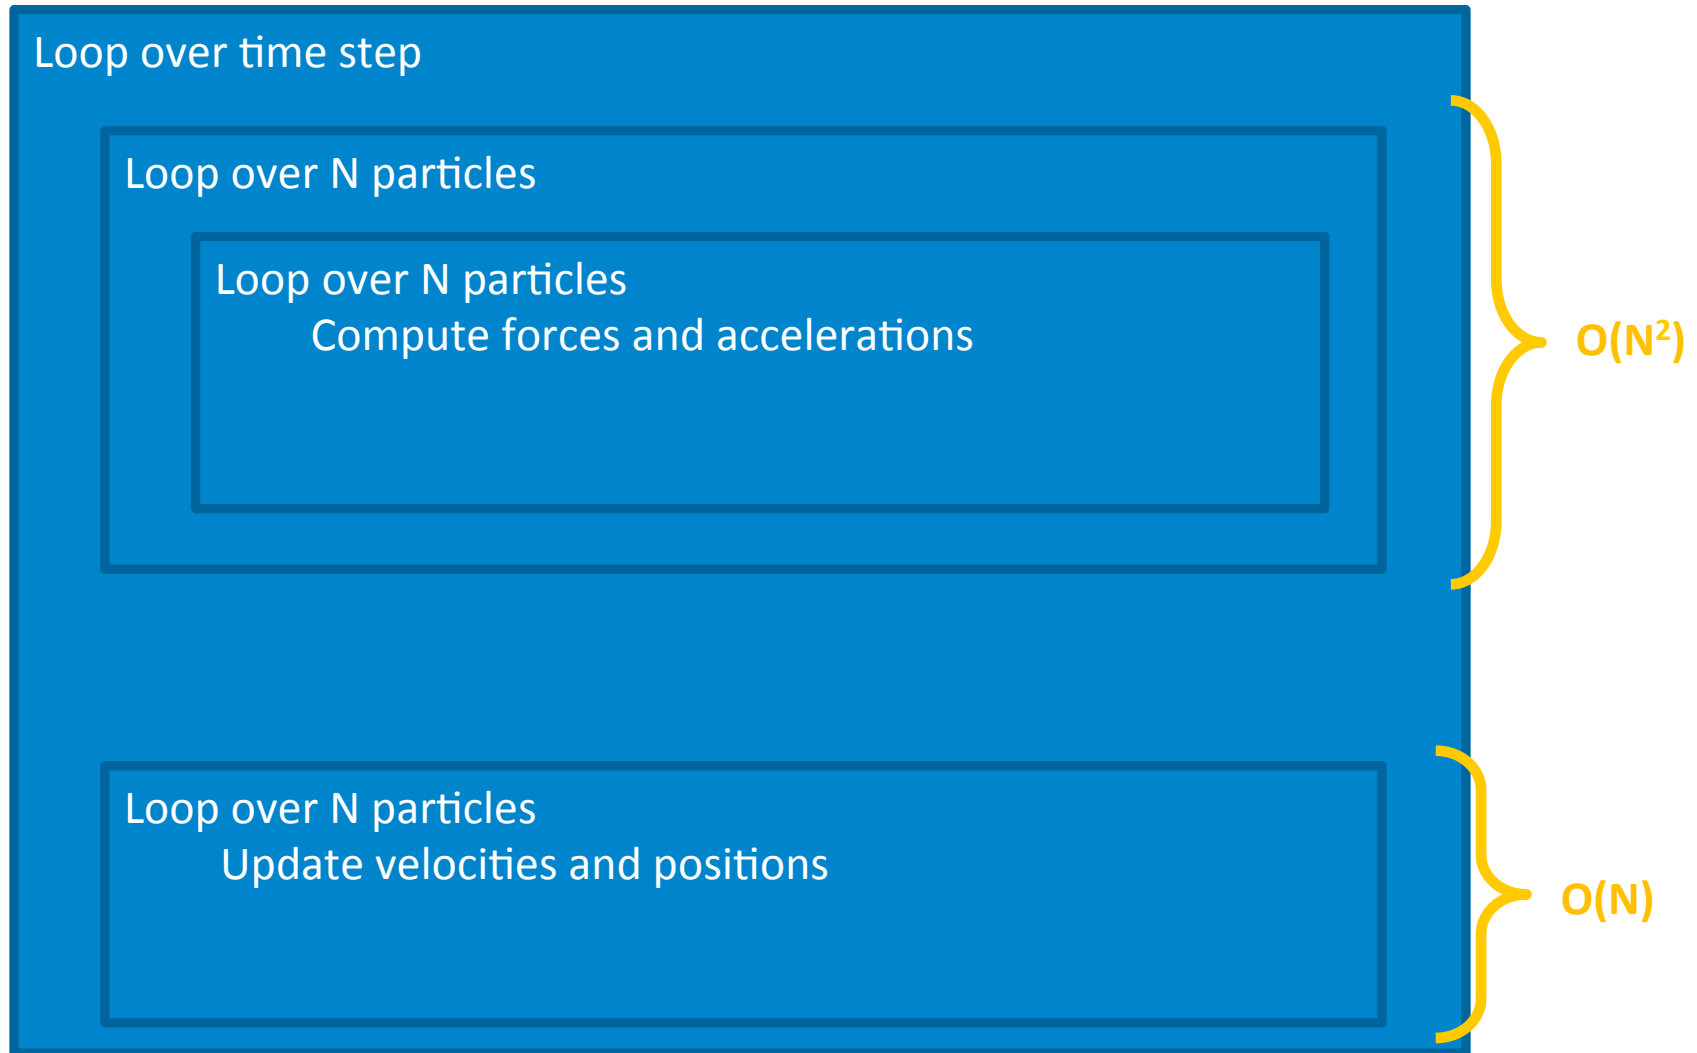 Loop over time step
Loop over N particles
Loop over N particles
Compute forces and accelerations
O(N²)
Loop over N particles
Update velocities and positions
O(N)